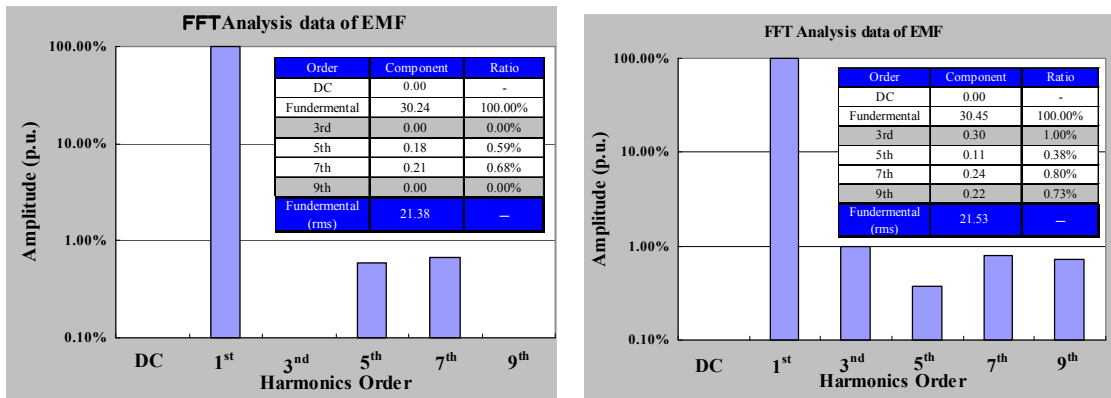 FFT Analysis data of EMF
100.00%
10.00%
1.00%
0.10%
Amplitude (p.u.)
Order Component Ratio
DC 0.00 -
Fundermental 30.24 100.00%
3rd 0.00 0.00%
5th 0.18 0.59%
7th 0.21 0.68%
9th 0.00 0.00%
Fundermental (rms) 21.38 —
DC 1st 3nd 5th 7th 9th
Harmonics Order
FFT Analysis data of EMF
100.00%
10.00%
1.00%
0.10%
Amplitude (p.u.)
Order Component Ratio
DC 0.00 -
Fundermental 30.45 100.00%
3rd 0.30 1.00%
5th 0.11 0.38%
7th 0.24 0.80%
9th 0.22 0.73%
Fundermental (rms) 21.53 —
DC 1st 3nd 5th 7th 9th
Harmonics Order